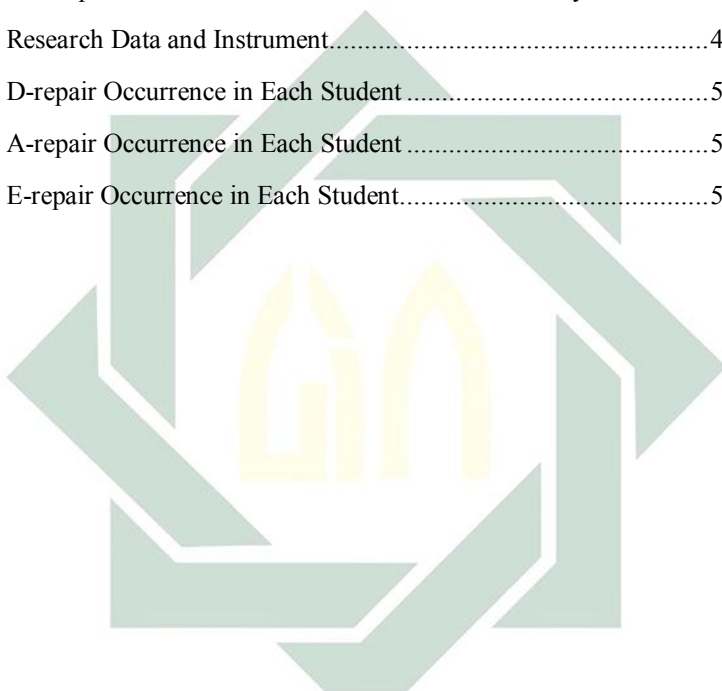 Research Data and Instrument..........................................................4
D-repair Occurrence in Each Student ..............................................5
A-repair Occurrence in Each Student ..............................................5
E-repair Occurrence in Each Student................................................5